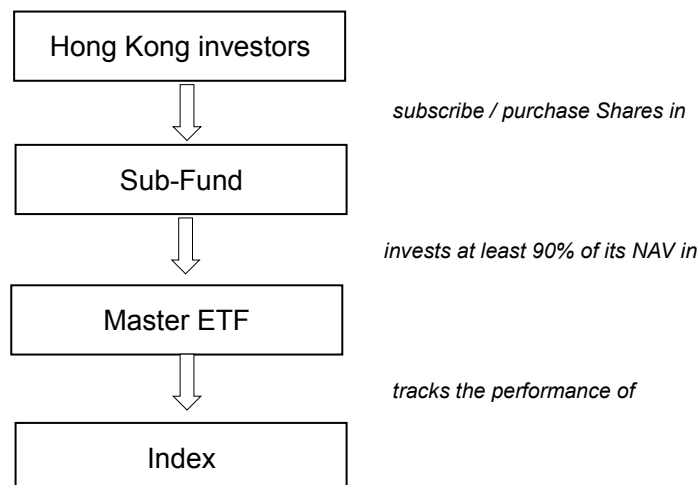 Hong Kong investors
subscribe / purchase Shares in
Sub-Fund
invests at least 90% of its NAV in
Master ETF
tracks the performance of
Index